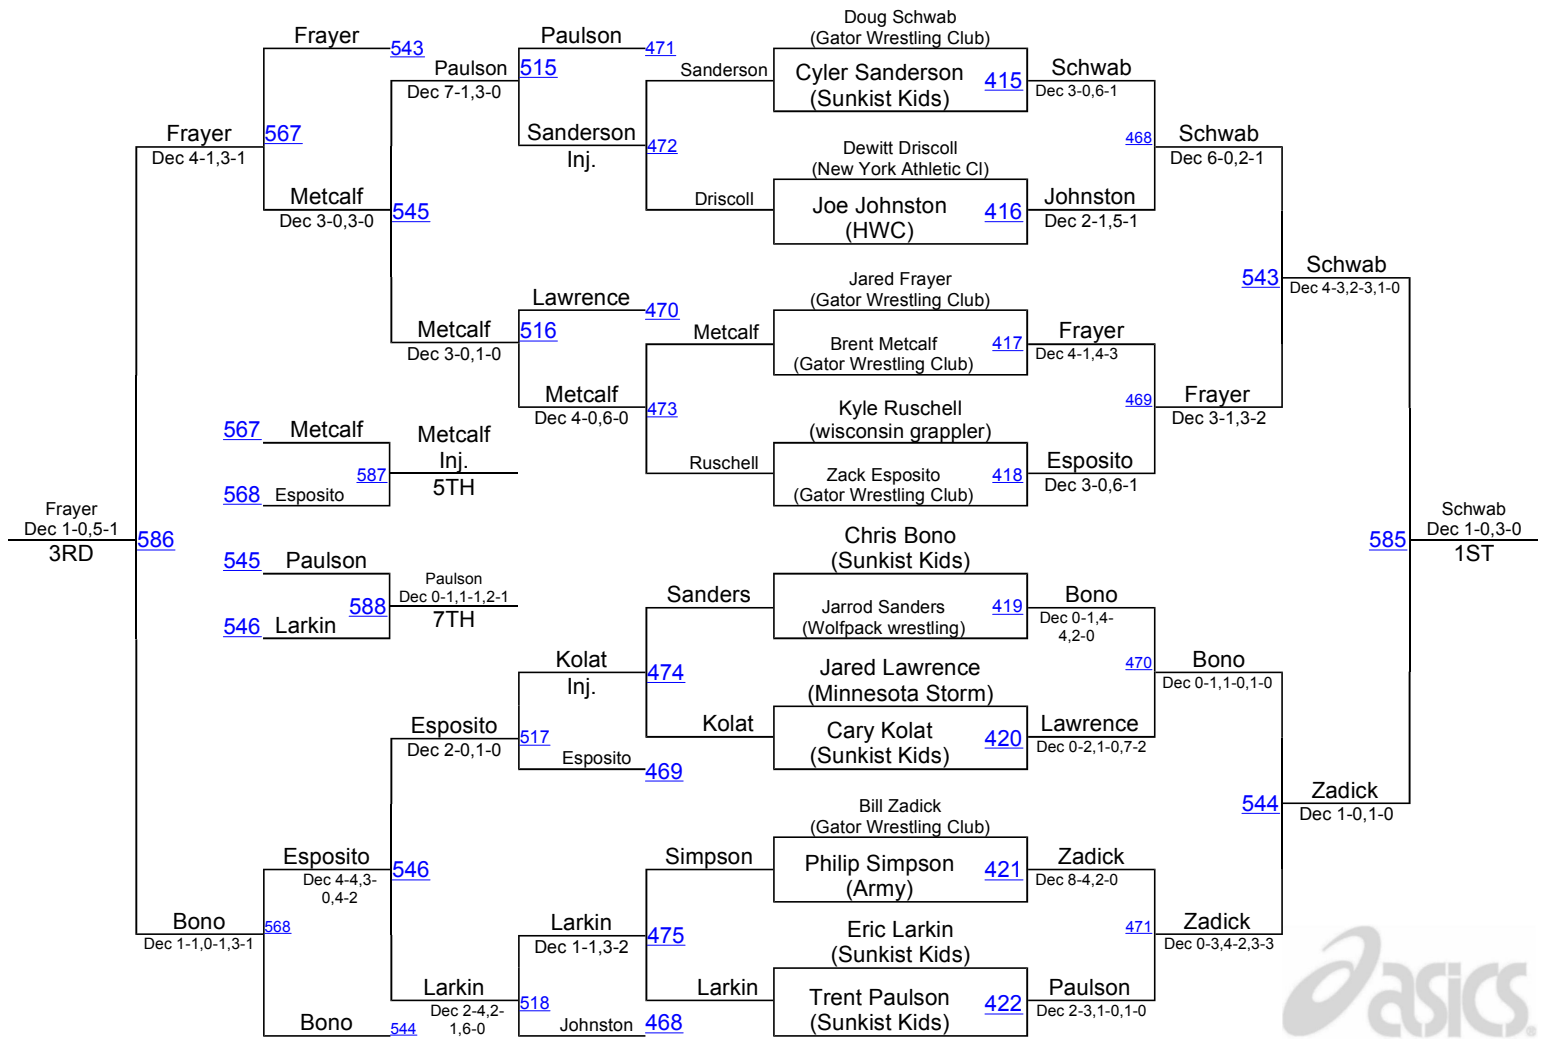 Doug Schwab
(Gator Wrestling Club)
Frayer
543
Paulson
471
Paulson
515
Dec 7-1,3-0
Sanderson
Cyler Sanderson
(Sunkist Kids)
415
Schwab
Dec 3-0,6-1
567
Frayer
Dec 4-1,3-1
Sanderson
Inj.
472
Dewitt Driscoll
(New York Athletic Cl)
468
Schwab
Dec 6-0,2-1
Metcalf
Dec 3-0,3-0
545
Driscoll
Joe Johnston
(HWC)
416
Johnston
Dec 2-1,5-1
543
Schwab
Dec 4-3,2-3,1-0
Lawrence
470
Jared Frayer
(Gator Wrestling Club)
Metcalf
Dec 3-0,1-0
516
Metcalf
Brent Metcalf
(Gator Wrestling Club)
417
Frayer
Dec 4-1,4-3
Metcalf
Dec 4-0,6-0
473
Kyle Ruschell
(wisconsin grappler)
469
Frayer
Dec 3-1,3-2
567
Metcalf
Metcalf
Inj.
5TH
587
568
Esposito
Ruschell
Zack Esposito
(Gator Wrestling Club)
418
Esposito
Dec 3-0,6-1
Frayer
Dec 1-0,5-1
3RD
586
Chris Bono
(Sunkist Kids)
585
Schwab
Dec 1-0,3-0
1ST
545
Paulson
Paulson
Dec 0-1,1-1,2-1
7TH
588
546
Larkin
Sanders
Jarrod Sanders
(Wolfpack wrestling)
419
Bono
Dec 0-1,4-
4,2-0
Kolat
Inj.
474
Jared Lawrence
(Minnesota Storm)
470
Bono
Dec 0-1,1-0,1-0
Esposito
Dec 2-0,1-0
517
Kolat
Cary Kolat
(Sunkist Kids)
420
Lawrence
Dec 0-2,1-0,7-2
Esposito
469
544
Zadick
Dec 1-0,1-0
Bill Zadick
(Gator Wrestling Club)
Esposito
Dec 4-4,3-
0,4-2
546
Simpson
Philip Simpson
(Army)
421
Zadick
Dec 8-4,2-0
Bono
Dec 1-1,0-1,3-1
568
Larkin
Dec 1-1,3-2
475
Eric Larkin
(Sunkist Kids)
471
Zadick
Dec 0-3,4-2,3-3
Larkin
Dec 2-4,2-
1,6-0
518
Larkin
Trent Paulson
(Sunkist Kids)
422
Paulson
Dec 2-3,1-0,1-0
Bono
544
Johnston
468
asics